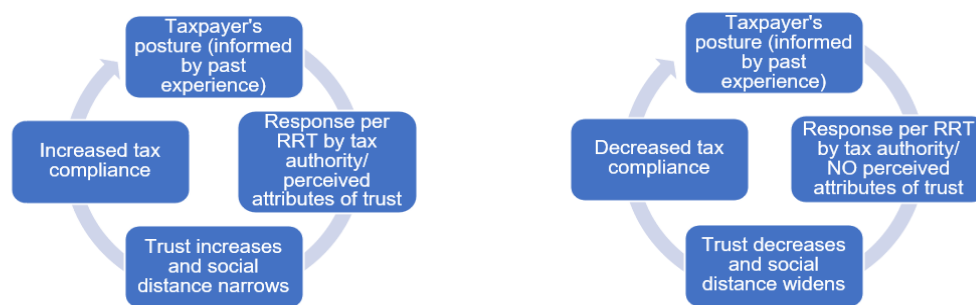 Taxpayer's
posture (informed
by past
experience)
Response per
RRT by tax
authority/
perceived
attributes of trust
Trust increases
and social
distance narrows
Increased tax
compliance
Taxpayer's
posture (informed
by past
experience)
Response per RRT
by tax authority/
NO perceived
attributes of trust
Trust decreases
and social
distance widens
Decreased tax
compliance